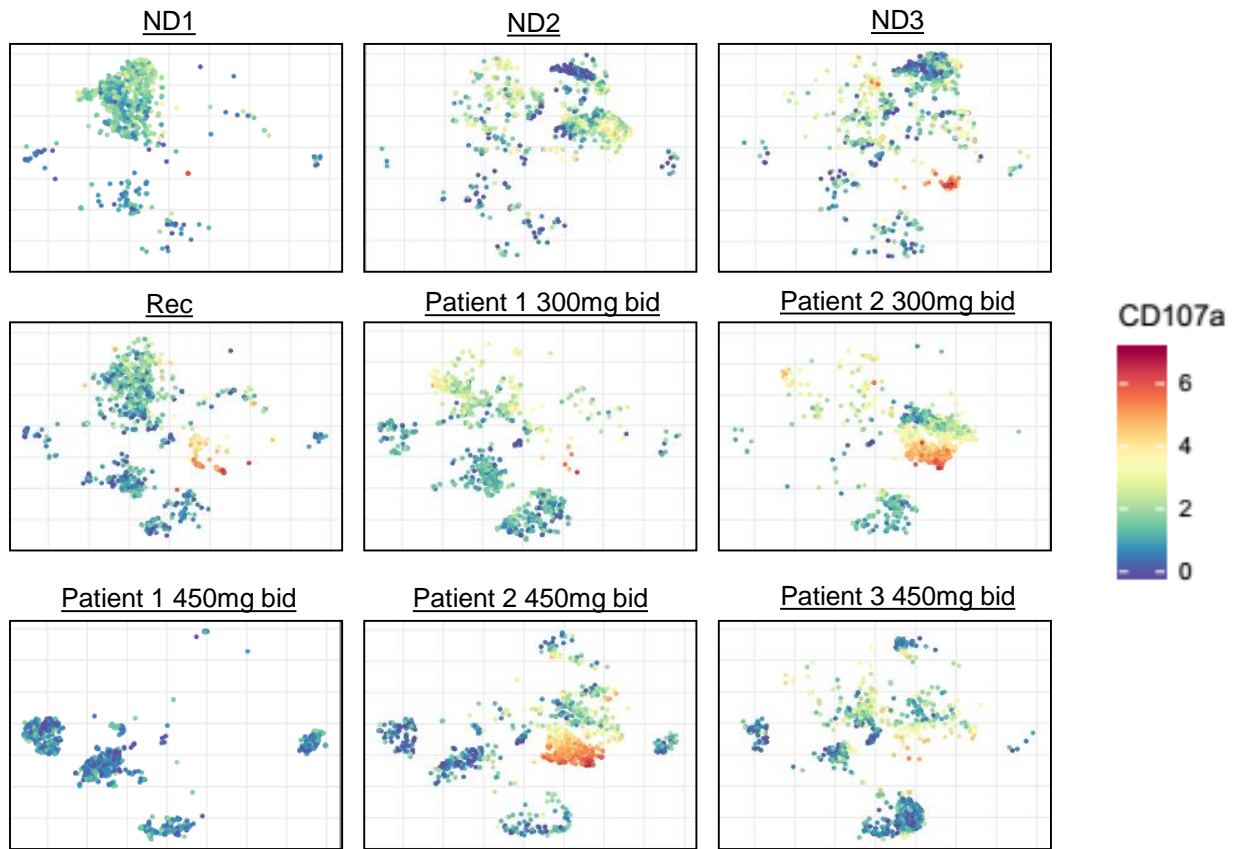 ND1
ND2
ND3
Rec
Patient 1 300mg bid
Patient 2 300mg bid
CD107a
6
4
2
0
Patient 1 450mg bid
Patient 2 450mg bid
Patient 3 450mg bid